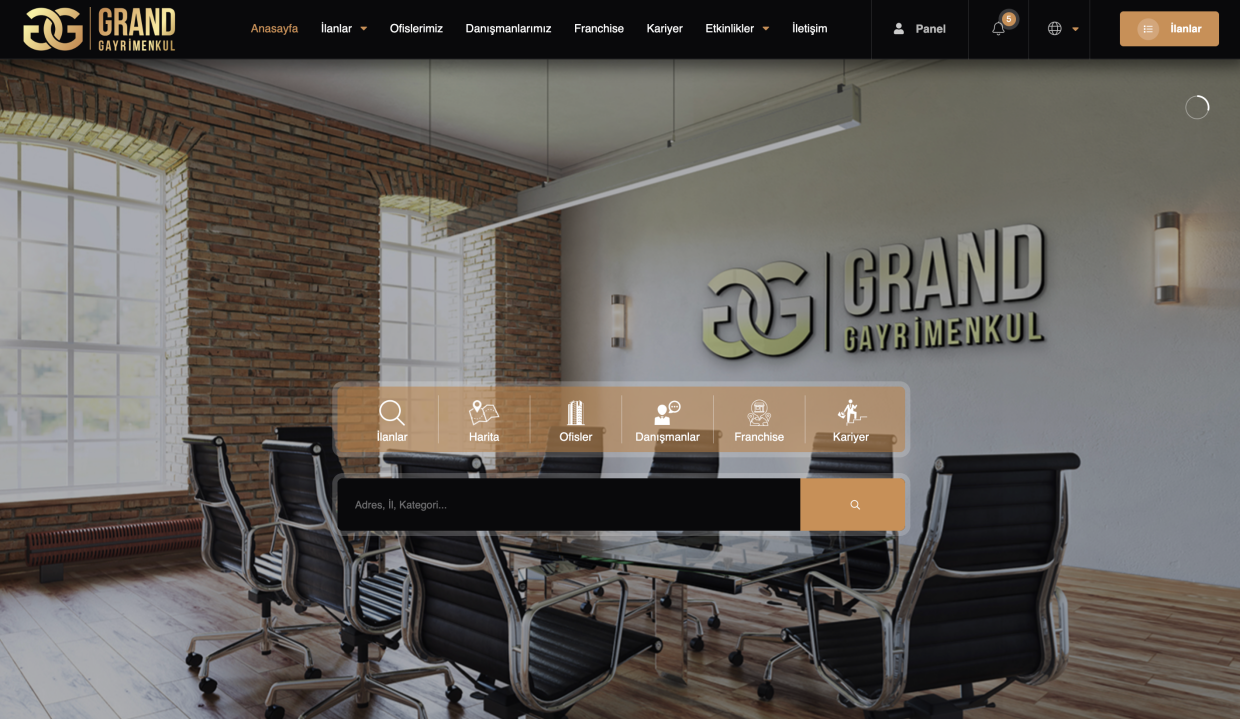 GRAND
GAYRİMENKUL
Anasayfa
İlanlar
Ofislerimiz
Danışmanlarımız
Franchise
Kariyer
Etkinlikler
İletişim
Panel
5
İlanlar
GRAND
GAYRİMENKUL
İlanlar
Harita
Ofisler
Danışmanlar
Franchise
Kariyer
Adres, İl, Kategori...